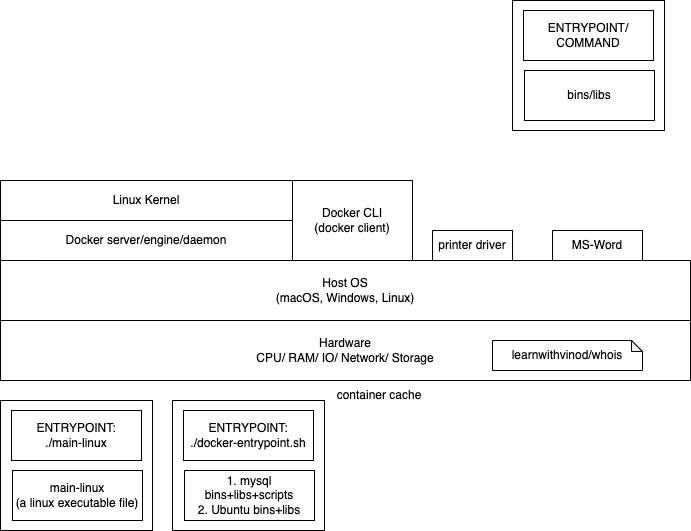 ENTRYPOINT/
COMMAND
bins/libs
Linux Kernel
Docker server/engine/daemon
Docker CLI
(docker client)
printer driver
MS-Word
Host OS
(macOS, Windows, Linux)
Hardware
CPU/ RAM/ IO/ Network/ Storage
learnwithvinod/whois
container cache
ENTRYPOINT:
./main-linux
main-linux
(a linux executable file)
ENTRYPOINT:
./docker-entrypoint.sh
1. mysql
bins+libs+scripts
2. Ubuntu bins+libs